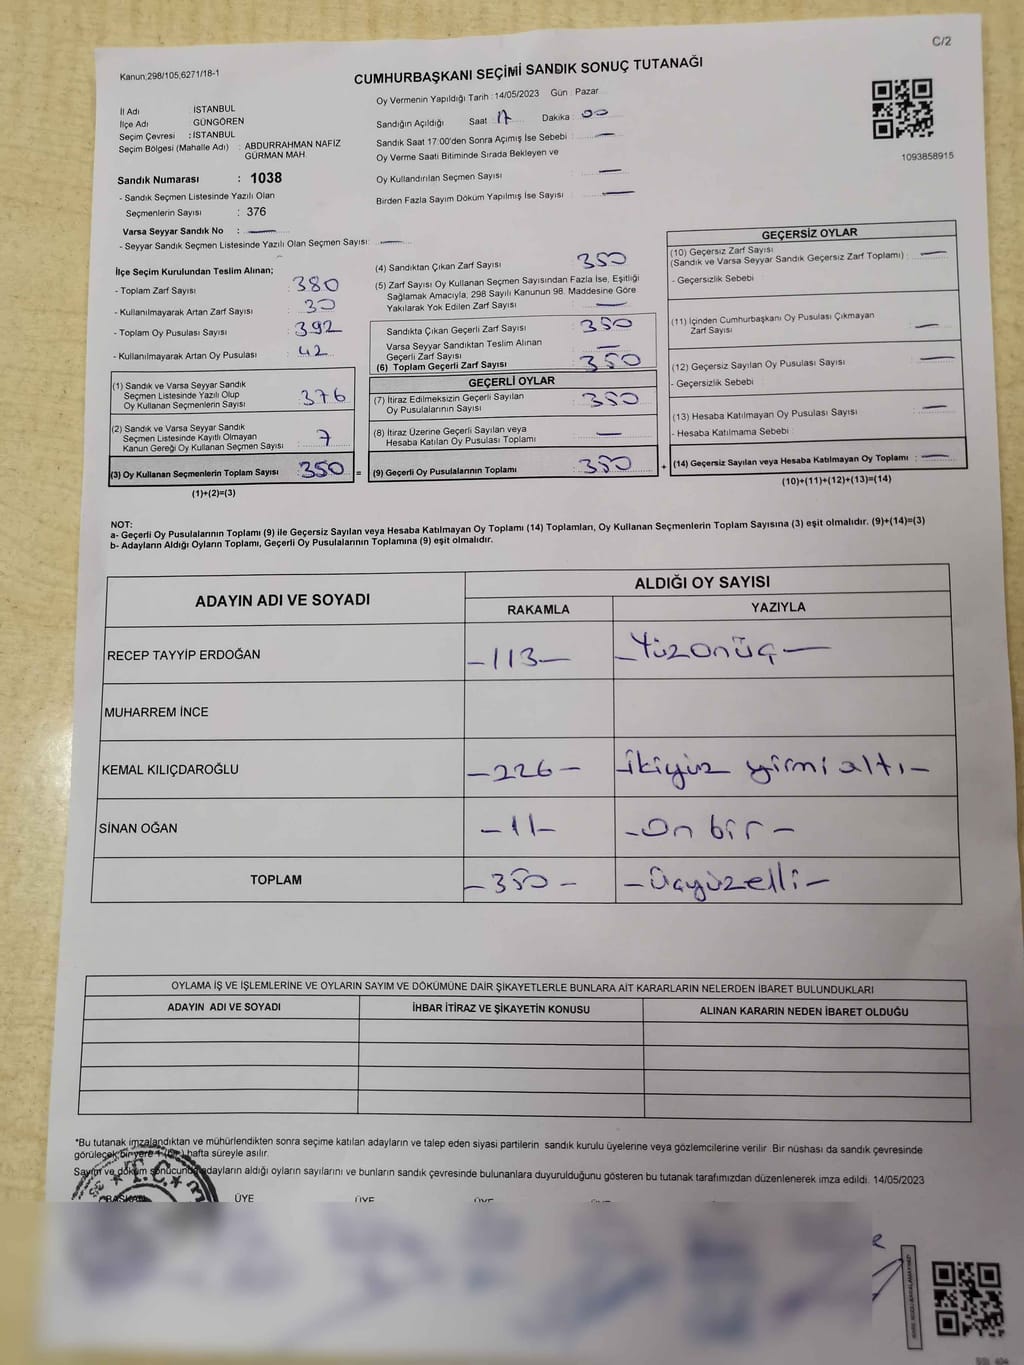 C/2
Kanun,298/105,6271/18-1
CUMHURBAŞKANI SEÇİMİ SANDIK SONUÇ TUTANAĞI
İl Adı : İSTANBUL
İlçe Adı : GÜNGÖREN
Seçim Çevresi : İSTANBUL
Seçim Bölgesi (Mahalle Adı) : ABDURRAHMAN NAFİZ
GÜRMAN MAH
Sandık Numarası : 1038
- Sandık Seçmen Listesinde Yazılı Olan
Seçmenlerin Sayısı : 376
Varsa Seyyar Sandık No :
- Seyyar Sandık Seçmen Listesinde Yazılı Olan Seçmen Sayısı:
Oy Vermenin Yapıldığı Tarih : 14/05/2023 Gün : Pazar
Sandığın Açıldığı Saat : 17 Dakika : 00
Sandık Saat 17:00'den Sonra Açımış İse Sebebi :
Oy Verme Saati Bitiminde Sırada Bekleyen ve
Oy Kullandırılan Seçmen Sayısı :
Birden Fazla Sayım Döküm Yapılmış İse Sayısı :
1093858915
İlçe Seçim Kurulundan Teslim Alınan;
- Toplam Zarf Sayısı : 380
- Kullanılmayarak Artan Zarf Sayısı : 30
- Toplam Oy Pusulası Sayısı : 392
- Kullanılmayarak Artan Oy Pusulası : 42
(1) Sandık ve Varsa Seyyar Sandık
Seçmen Listesinde Yazılı Olup
Oy Kullanan Seçmenlerin Sayısı : 376
(2) Sandık ve Varsa Seyyar Sandık
Seçmen Listesinde Kayıtlı Olmayan
Kanun Gereği Oy Kullanan Seçmen Sayısı : 7
(3) Oy Kullanan Seçmenlerin Toplam Sayısı : 350 =
(1)+(2)=(3)
(4) Sandıktan Çıkan Zarf Sayısı : 350
(5) Zarf Sayısı Oy Kullanan Seçmen Sayısından Fazla İse, Eşitliği
Sağlamak Amacıyla, 298 Sayılı Kanunun 98. Maddesine Göre
Yakılarak Yok Edilen Zarf Sayısı :
Sandıkta Çıkan Geçerli Zarf Sayısı : 350
Varsa Seyyar Sandıktan Teslim Alınan
Geçerli Zarf Sayısı :
(6) Toplam Geçerli Zarf Sayısı : 350
GEÇERLİ OYLAR
(7) İtiraz Edilmeksizin Geçerli Sayılan
Oy Pusulalarının Sayısı : 350
(8) İtiraz Üzerine Geçerli Sayılan veya
Hesaba Katılan Oy Pusulası Toplamı :
(9) Geçerli Oy Pusulalarının Toplamı : 350 +
GEÇERSİZ OYLAR
(10) Geçersiz Zarf Sayısı
(Sandık ve Varsa Seyyar Sandık Geçersiz Zarf Toplamı) :
- Geçersizlik Sebebi :
(11) İçinden Cumhurbaşkanı Oy Pusulası Çıkmayan
Zarf Sayısı :
(12) Geçersiz Sayılan Oy Pusulası Sayısı :
- Geçersizlik Sebebi :
(13) Hesaba Katılmayan Oy Pusulası Sayısı :
- Hesaba Katılmama Sebebi :
(14) Geçersiz Sayılan veya Hesaba Katılmayan Oy Toplamı :
(10)+(11)+(12)+(13)=(14)
NOT:
a- Geçerli Oy Pusulalarının Toplamı (9) ile Geçersiz Sayılan veya Hesaba Katılmayan Oy Toplamı (14) Toplamları, Oy Kullanan Seçmenlerin Toplam Sayısına (3) eşit olmalıdır. (9)+(14)=(3)
b- Adayların Aldığı Oyların Toplamı, Geçerli Oy Pusulalarının Toplamına (9) eşit olmalıdır.
ADAYIN ADI VE SOYADI
ALDIĞI OY SAYISI
RAKAMLA YAZIYLA
RECEP TAYYİP ERDOĞAN -113- -Yüzonüç-
MUHARREM İNCE
KEMAL KILIÇDAROĞLU -226- -İkiyüz yirmi altı-
SİNAN OĞAN -11- -On bir-
TOPLAM -350- -Üçyüzelli-
OYLAMA İŞ VE İŞLEMLERİNE VE OYLARIN SAYIM VE DÖKÜMÜNE DAİR ŞİKAYETLERLE BUNLARA AİT KARARLARIN NELERDEN İBARET BULUNDUKLARI
ADAYIN ADI VE SOYADI İHBAR İTİRAZ VE ŞİKAYETİN KONUSU ALINAN KARARIN NEDEN İBARET OLDUĞU
*Bu tutanak imzalandıktan ve mühürlendikten sonra seçime katılan adayların ve talep eden siyasi partilerin sandık kurulu üyelerine veya gözlemcilerine verilir. Bir nüshası da sandık çevresinde
görülecek bir yere 1 (bir) hafta süreyle asılır.
Sayım ve döküm sonucunda adayların aldığı oyların sayılarını ve bunların sandık çevresinde bulunanlara duyurulduğunu gösteren bu tutanak tarafımızdan düzenlenerek imza edildi. 14/05/2023
T.C.
BAŞKAN ÜYE ÜYE ÜYE